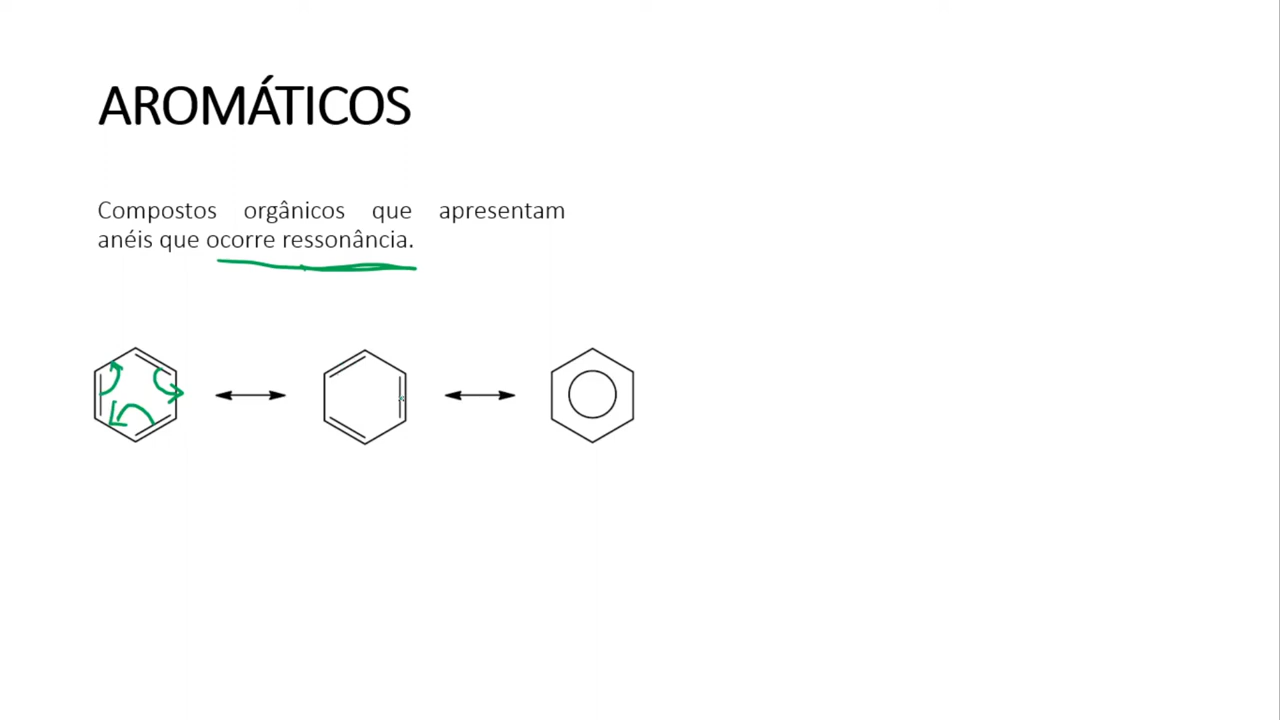 AROMÁTICOS
Compostos orgânicos que apresentam
anéis que ocorre ressonância.